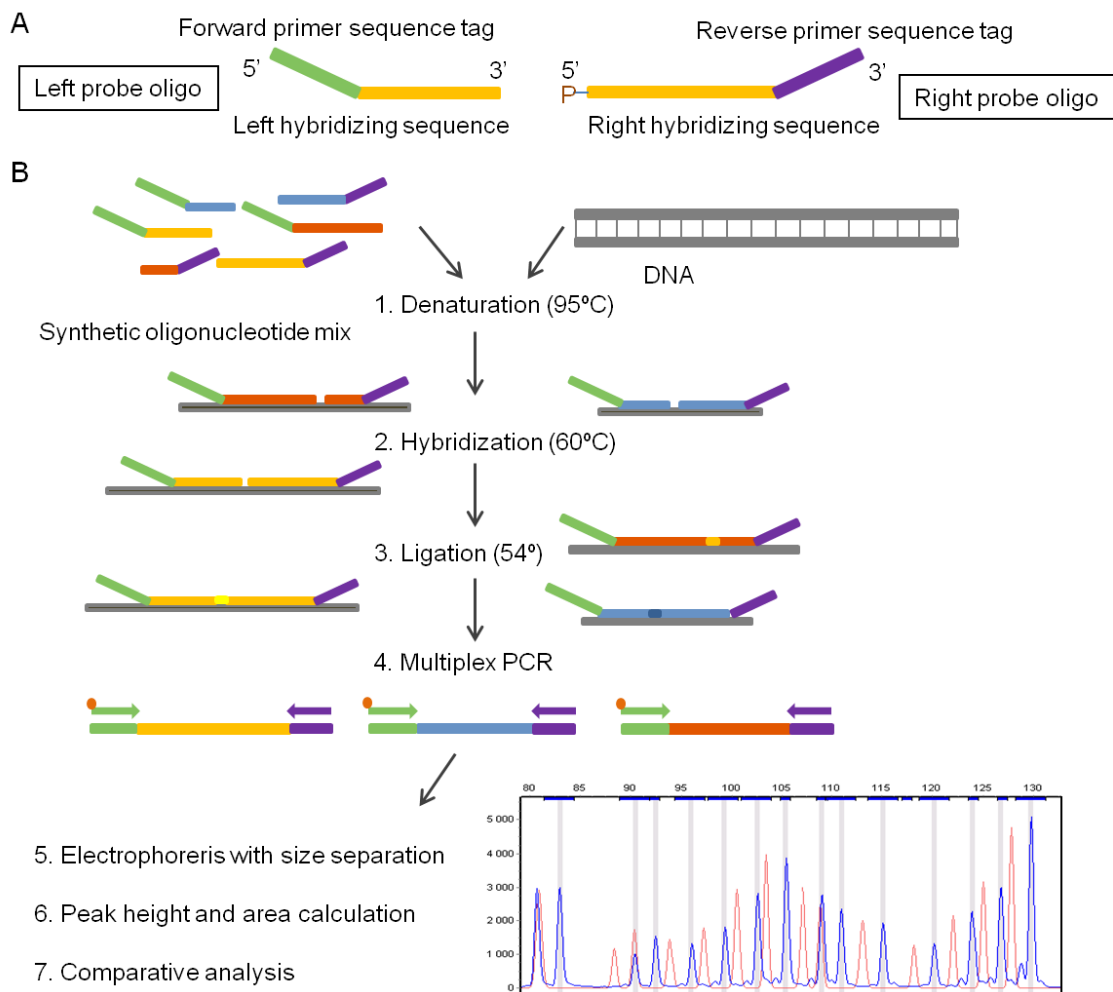 A
Forward primer sequence tag
Reverse primer sequence tag
5’
3’
5’
3’
Left probe oligo
P
Right probe oligo
Left hybridizing sequence
Right hybridizing sequence
B
DNA
1. Denaturation (95ºC)
Synthetic oligonucleotide mix
2. Hybridization (60ºC)
3. Ligation (54º)
4. Multiplex PCR
80 85 90 95 100 105 110 115 120 125 130
5 000
4 000
3 000
2 000
1 000
0
5. Electrophoreris with size separation
6. Peak height and area calculation
7. Comparative analysis